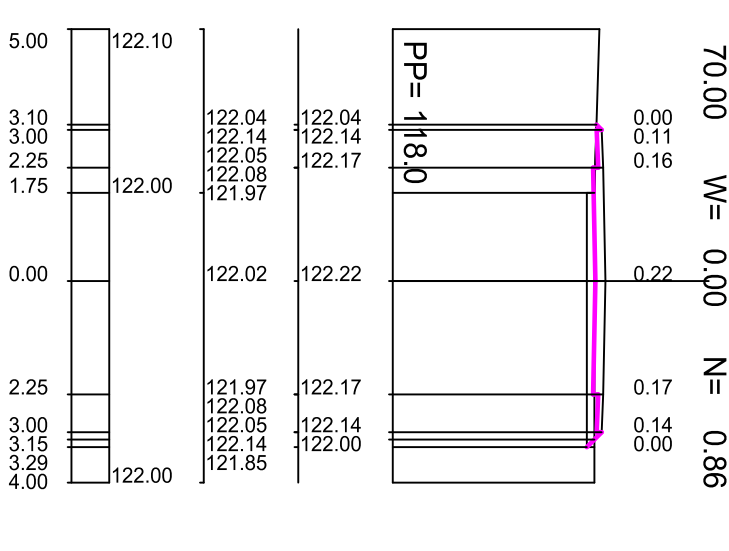 5.00 122.10
3.10 122.04 122.04 0.00
3.00 122.14 122.14 0.11
122.05
2.25 122.17 0.16
122.08
1.75 122.00 121.97
0.00 122.02 122.22 0.22
2.25 121.97 122.17 0.17
122.08
3.00 122.05 122.14 0.14
3.15 122.14 122.00 0.00
3.29 121.85
4.00 122.00
PP= 118.0
70.00 W= 0.00 N= 0.86